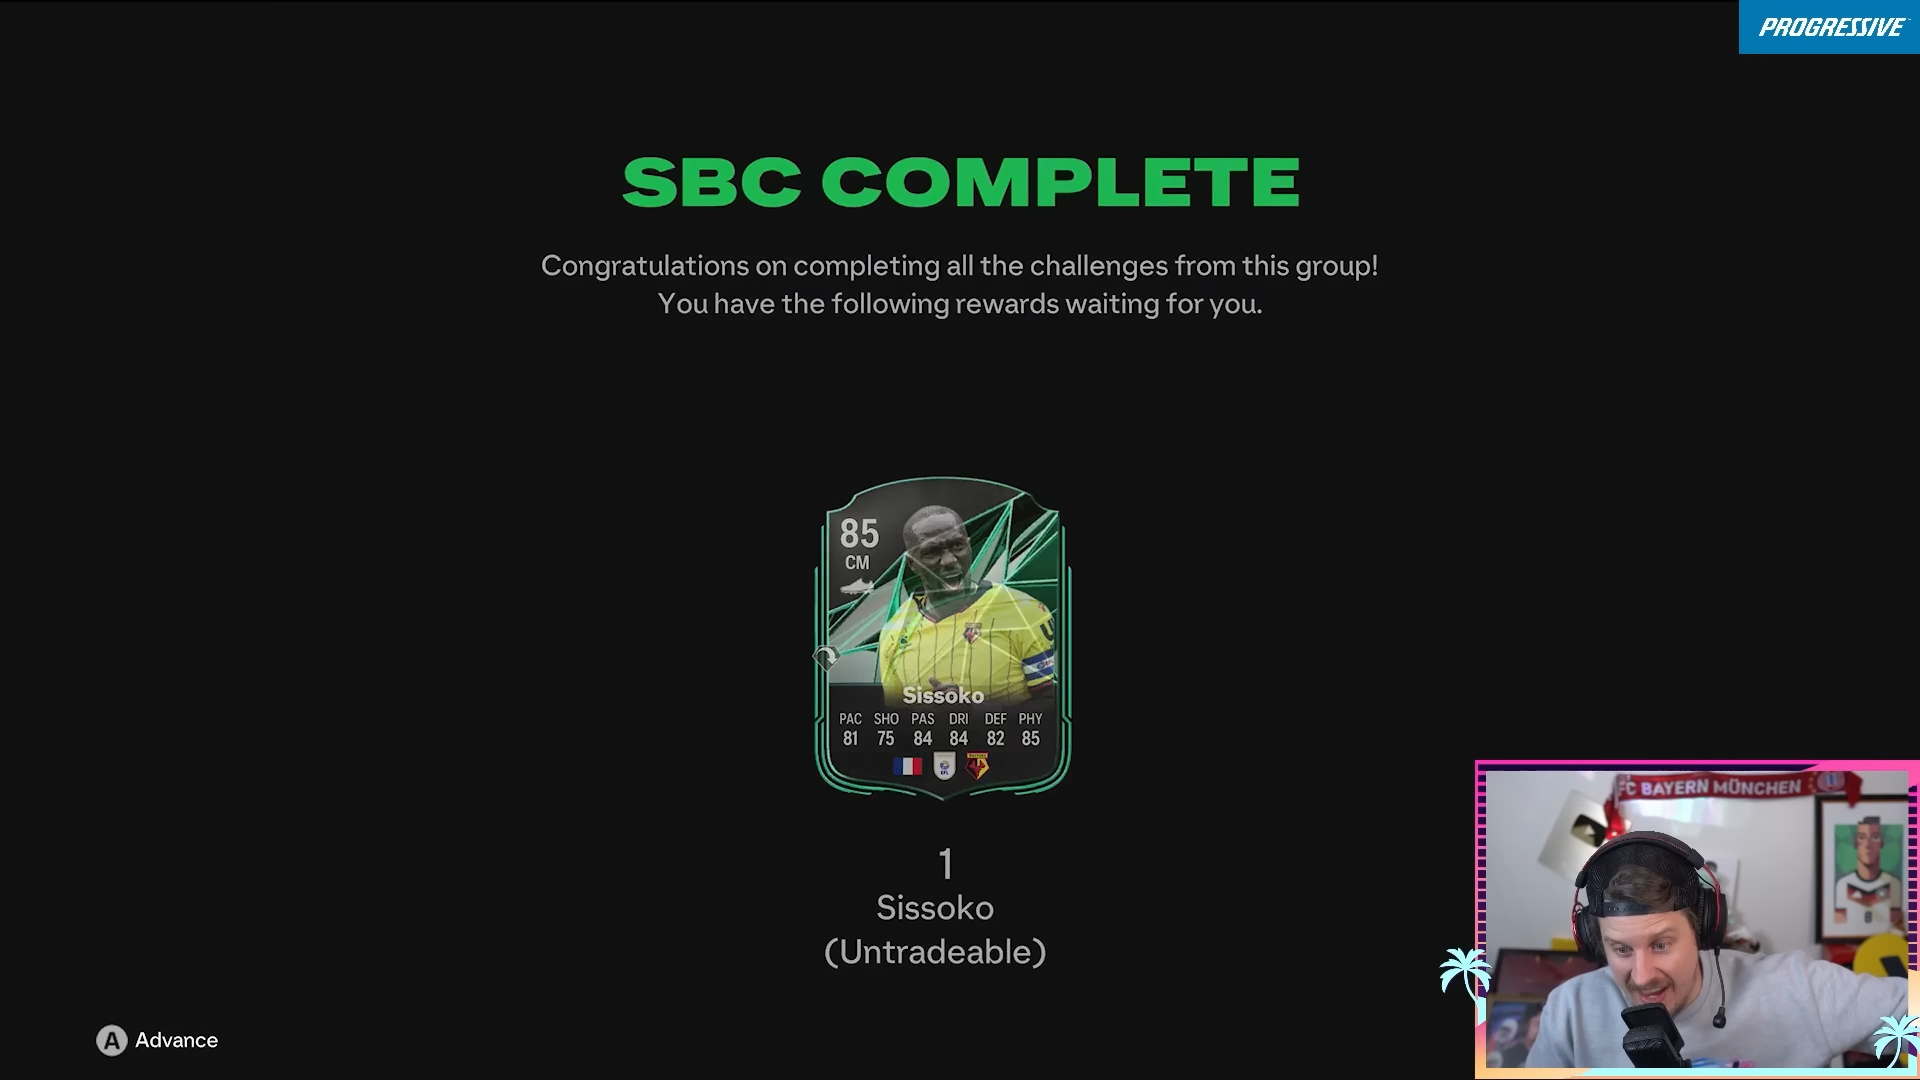 PROGRESSIVE
SBC COMPLETE
Congratulations on completing all the challenges from this group!
You have the following rewards waiting for you.
85
CM
Sissoko
PAC SHO PAS DRI DEF PHY
81 75 84 84 82 85
1
Sissoko
(Untradeable)
FC BAYERN MÜNCHEN
A Advance